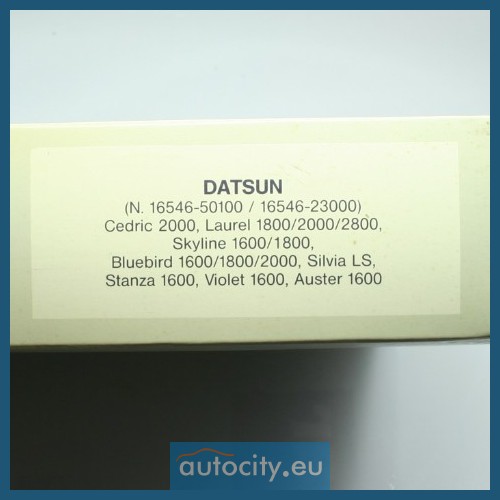 DATSUN
(N. 16546-50100 / 16546-23000)
Cedric 2000, Laurel 1800/2000/2800,
Skyline 1600/1800,
Bluebird 1600/1800/2000, Silvia LS,
Stanza 1600, Violet 1600, Auster 1600
autocity.eu